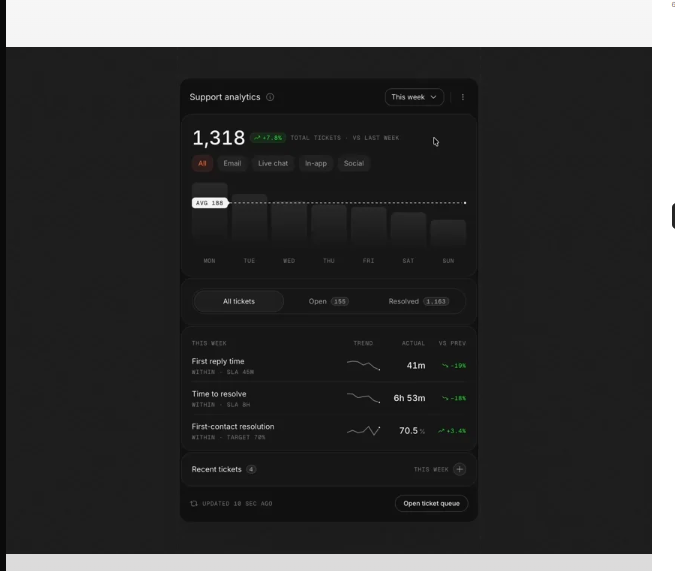 Support analytics
This week
1,318 +7.8% TOTAL TICKETS · VS LAST WEEK
All Email Live chat In-app Social
AVG 188
MON TUE WED THU FRI SAT SUN
All tickets Open 155 Resolved 1,163
THIS WEEK TREND ACTUAL VS PREV
First reply time 41m -19%
WITHIN · SLA 45M
Time to resolve 6h 53m -18%
WITHIN · SLA 8H
First-contact resolution 70.5 % +3.4%
WITHIN · TARGET 70%
Recent tickets 4 THIS WEEK
UPDATED 10 SEC AGO Open ticket queue